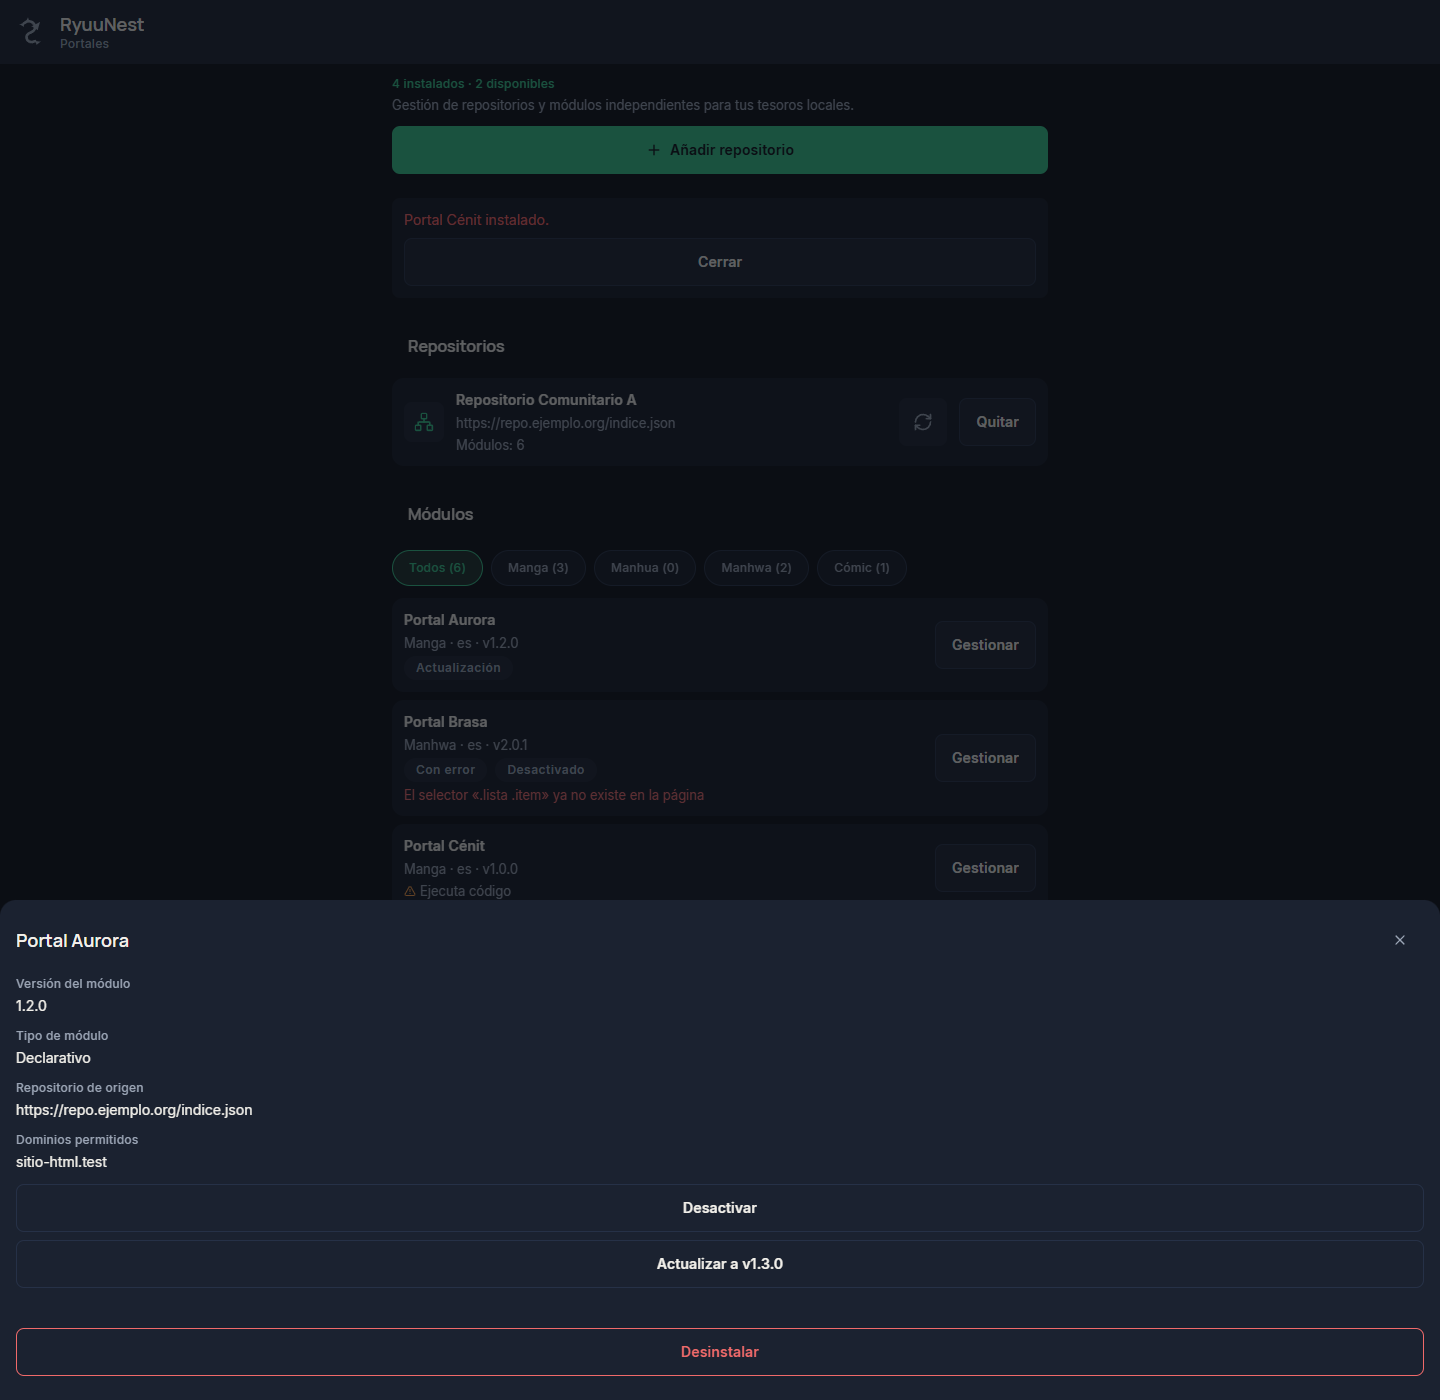 RyuuNest
Portales
4 instalados · 2 disponibles
Gestión de repositorios y módulos independientes para tus tesoros locales.
Añadir repositorio
Portal Cénit instalado.
Cerrar
Repositorios
Repositorio Comunitario A
https://repo.ejemplo.org/indice.json
Módulos: 6
Quitar
Módulos
Todos (6)
Manga (3)
Manhua (0)
Manhwa (2)
Cómic (1)
Portal Aurora
Manga · es · v1.2.0
Actualización
Gestionar
Portal Brasa
Manhwa · es · v2.0.1
Con error
Desactivado
El selector «.lista .item» ya no existe en la página
Gestionar
Portal Cénit
Manga · es · v1.0.0
Ejecuta código
Gestionar
Portal Aurora
Versión del módulo
1.2.0
Tipo de módulo
Declarativo
Repositorio de origen
https://repo.ejemplo.org/indice.json
Dominios permitidos
sitio-html.test
Desactivar
Actualizar a v1.3.0
Desinstalar